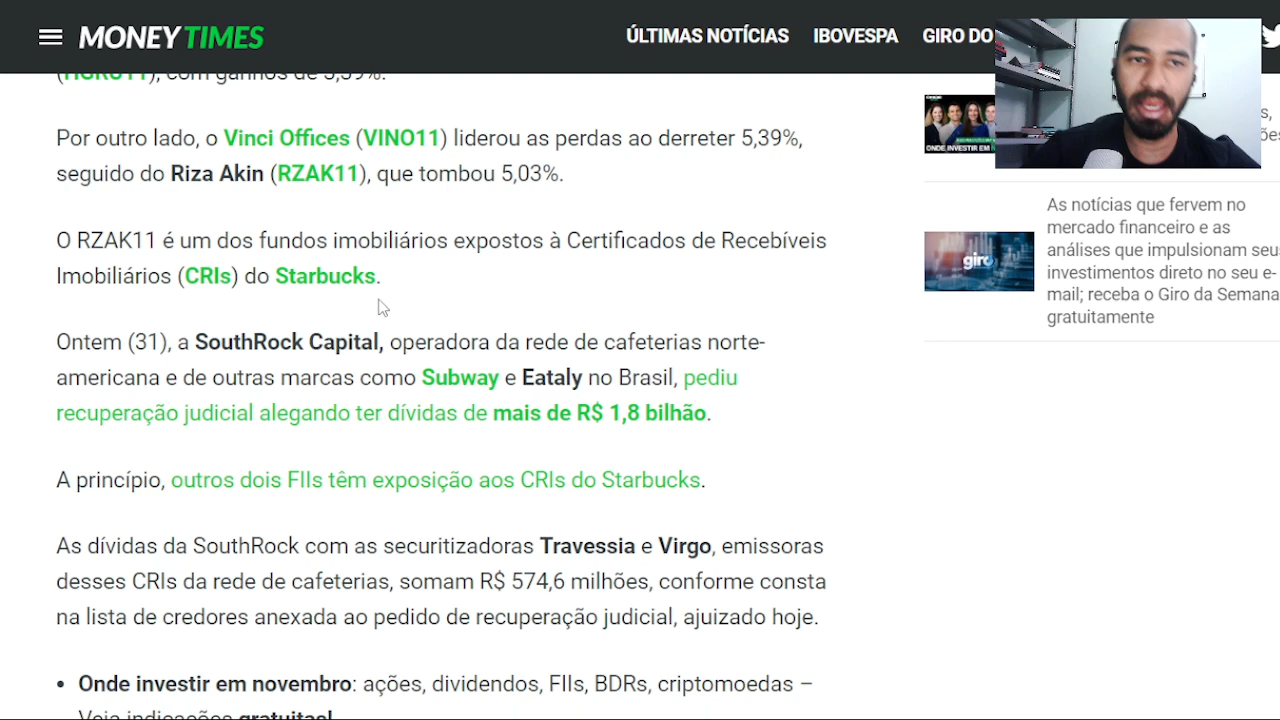 MONEY TIMES
ÚLTIMAS NOTÍCIAS IBOVESPA GIRO DO
com ganhos de
Por outro lado, o Vinci Offices (VINO11) liderou as perdas ao derreter 5,39%,
seguido do Riza Akin (RZAK11), que tombou 5,03%.
O RZAK11 é um dos fundos imobiliários expostos à Certificados de Recebíveis
Imobiliários (CRIs) do Starbucks.
Ontem (31), a SouthRock Capital, operadora da rede de cafeterias norte-
americana e de outras marcas como Subway e Eataly no Brasil, pediu
recuperação judicial alegando ter dívidas de mais de R$ 1,8 bilhão.
A princípio, outros dois FIIs têm exposição aos CRIs do Starbucks.
As dívidas da SouthRock com as securitizadoras Travessia e Virgo, emissoras
desses CRIs da rede de cafeterias, somam R$ 574,6 milhões, conforme consta
na lista de credores anexada ao pedido de recuperação judicial, ajuizado hoje.
• Onde investir em novembro: ações, dividendos, FIIs, BDRs, criptomoedas –
Veja indicações gratuitas!
ONDE INVESTIR EM
giro
As notícias que fervem no
mercado financeiro e as
análises que impulsionam seus
investimentos direto no seu e-
mail; receba o Giro da Semana
gratuitamente